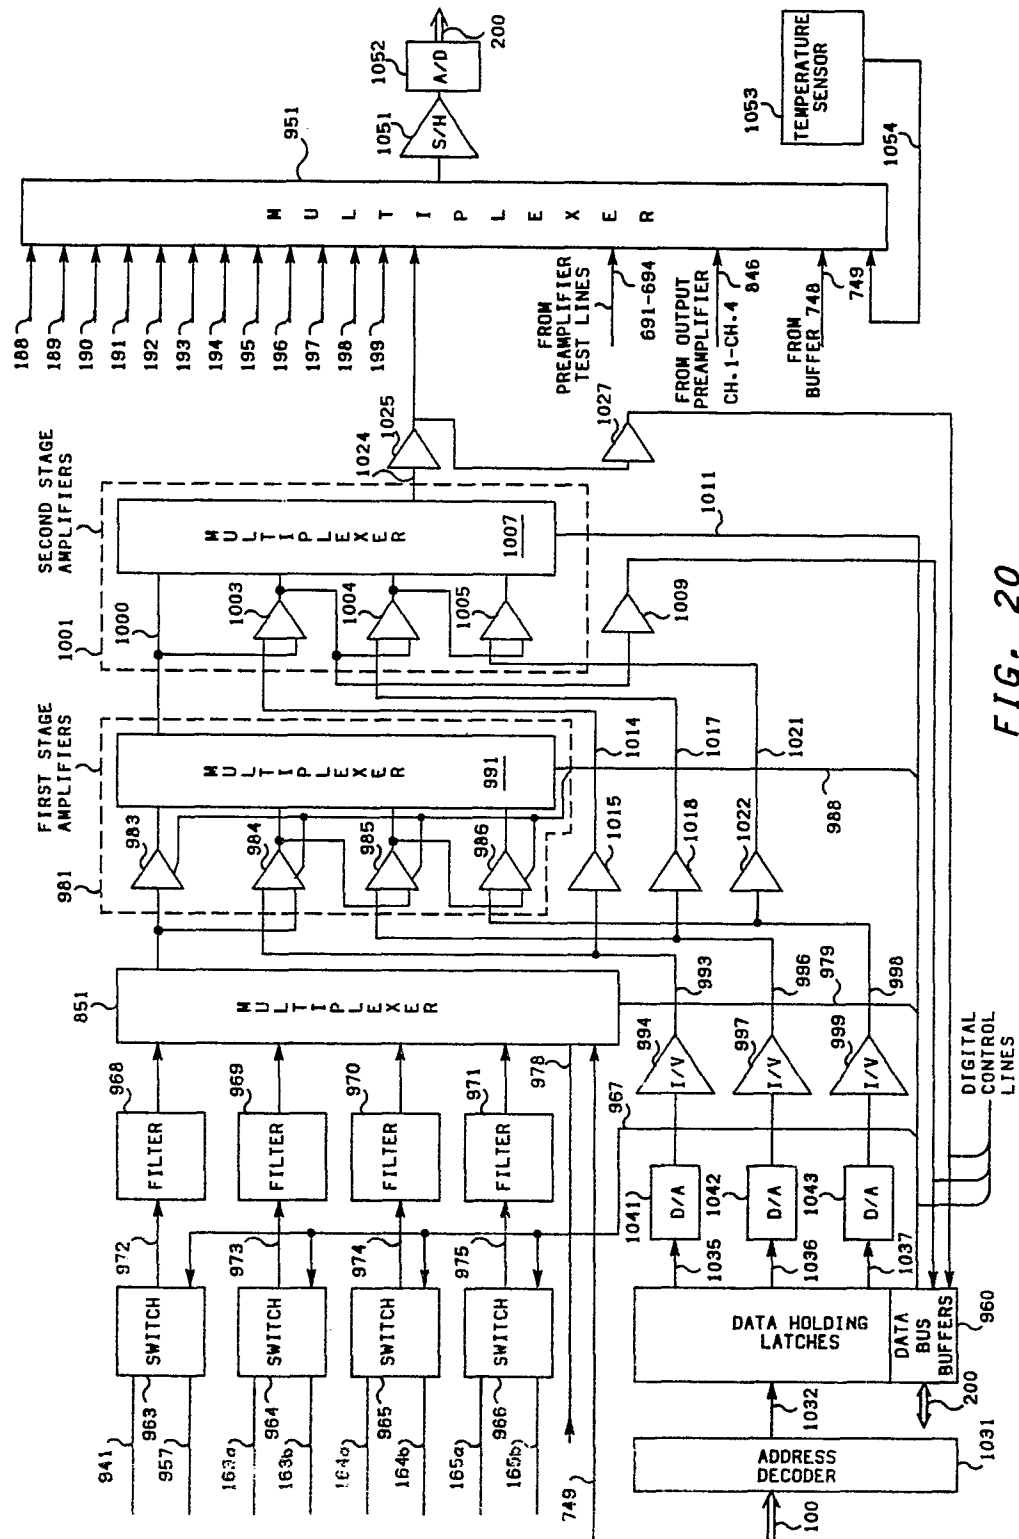 941
963
957
163b
964
965
164b
165a
966
165b
749
SWITCH
SWITCH
SWITCH
SWITCH
972
973
974
975
FILTER
FILTER
FILTER
FILTER
968
969
970
971
978
967
851
MULTIPLEXER
981
FIRST STAGE
AMPLIFIERS
983
984
985
986
MULTIPLEXER
991
988
1001
SECOND STAGE
AMPLIFIERS
1000
1003
1004
1005
MULTIPLEXER
1007
1009
1011
1024
1025
1027
1015
1014
1018
1017
1022
1021
994
993
997
996
999
998
979
I/V
I/V
I/V
1041
1042
1043
D/A
D/A
D/A
1035
1036
1037
DIGITAL
CONTROL
LINES
DATA HOLDING
LATCHES
DATA
BUS
BUFFERS
960
200
1032
ADDRESS
DECODER
1031
100
188
189
190
191
192
193
194
195
196
197
198
199
FROM
PREAMPLIFIER
TEST LINES
691-694
FROM OUTPUT
PREAMPLIFIER
CH.1-CH.4
846
FROM
BUFFER 748
749
MULTIPLEXER
951
S/H
1051
A/D
1052
200
1053
TEMPERATURE
SENSOR
1054
FIG. 20